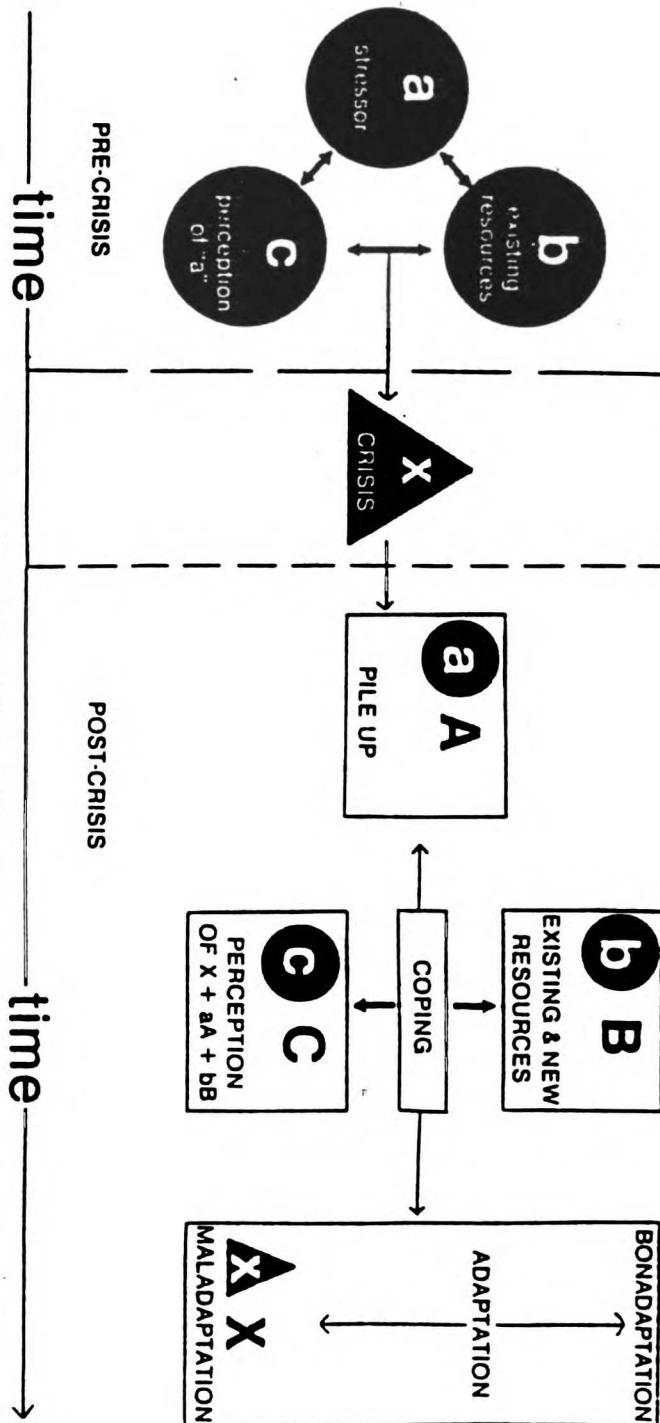 a
stressor
b
existing
resources
c
perception
of "a"
x
CRISIS
a A
PILE UP
b B
EXISTING & NEW
RESOURCES
COPING
c C
PERCEPTION
OF X + aA + bB
BONADAPTATION
ADAPTATION
x X
MALADAPTATION
PRE-CRISIS
POST-CRISIS
time
time